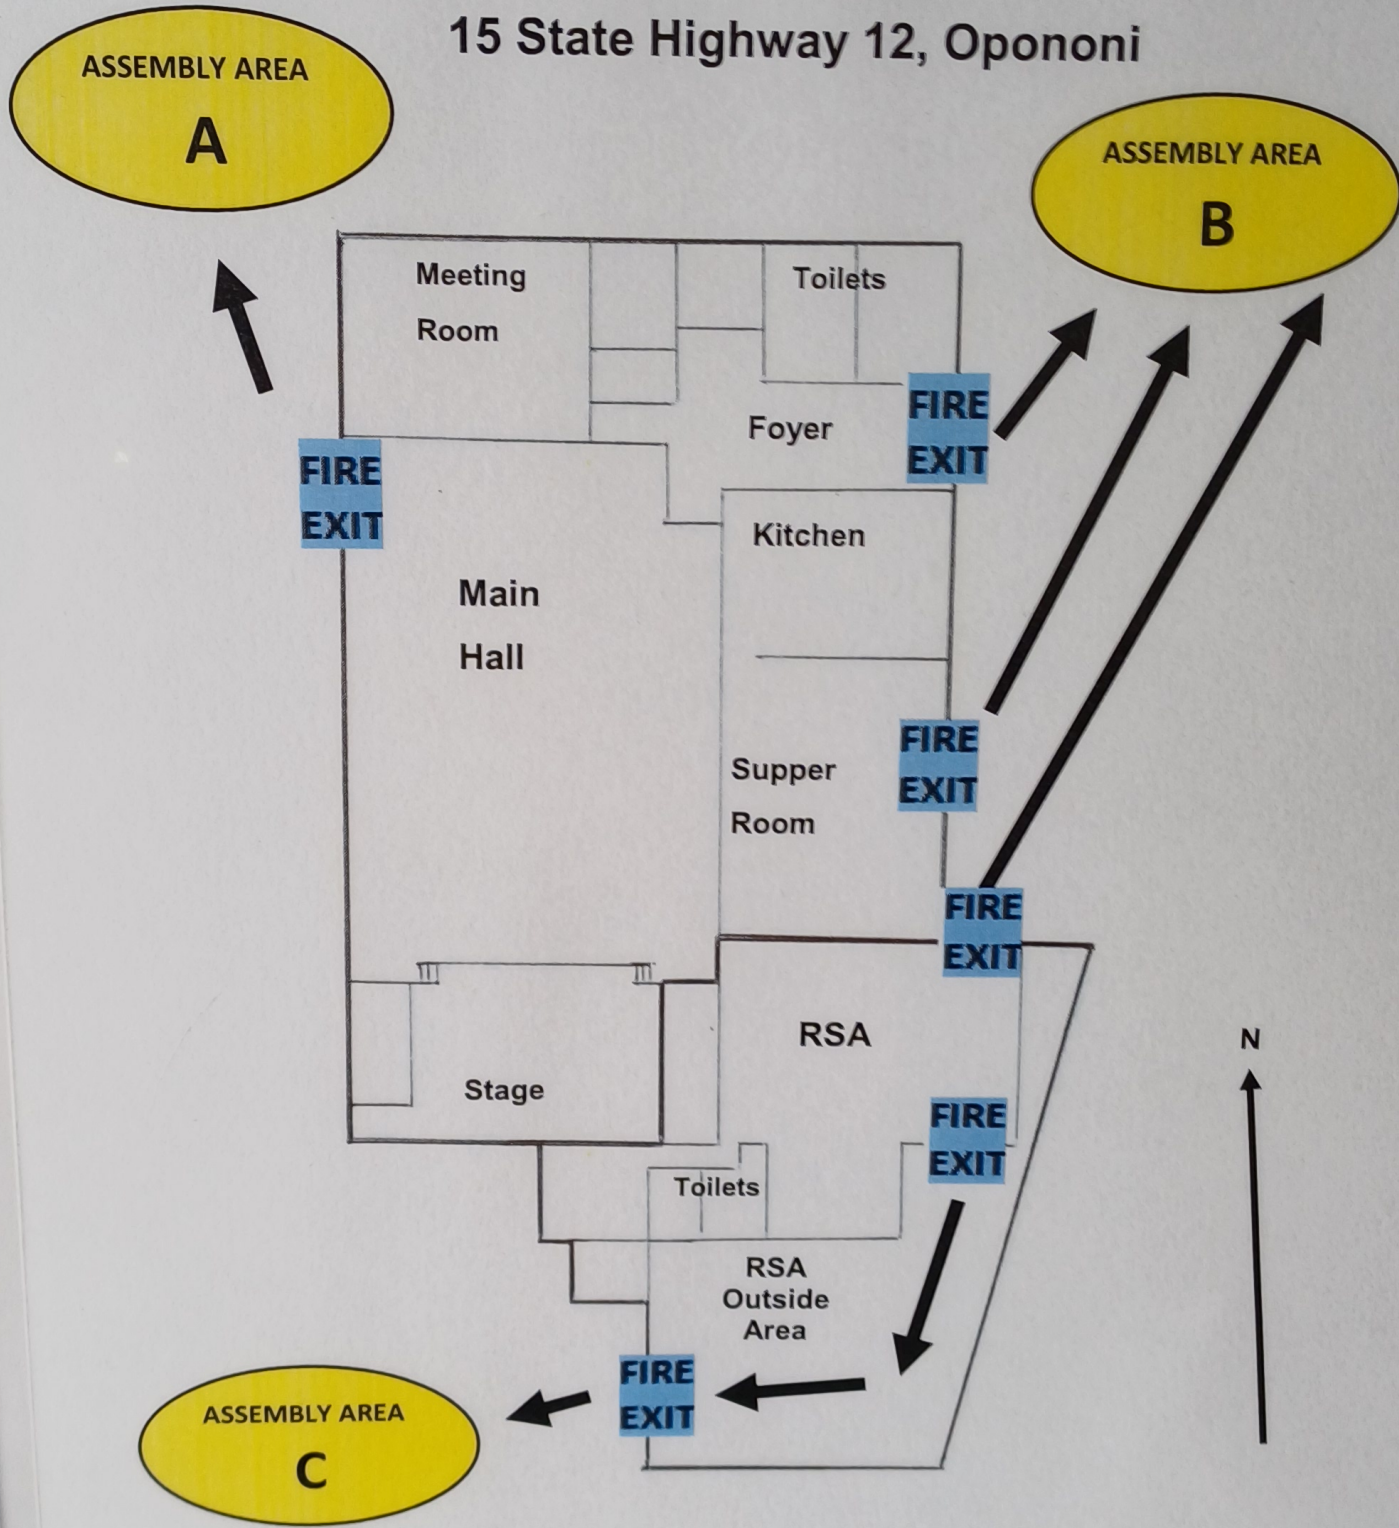 15 State Highway 12, Opononi
ASSEMBLY AREA
A
ASSEMBLY AREA
B
Meeting
Room
Toilets
FIRE
EXIT
Foyer
FIRE
EXIT
Kitchen
Main
Hall
FIRE
EXIT
Supper
Room
FIRE
EXIT
RSA
N
Stage
FIRE
EXIT
Toilets
RSA
Outside
Area
FIRE
EXIT
ASSEMBLY AREA
C